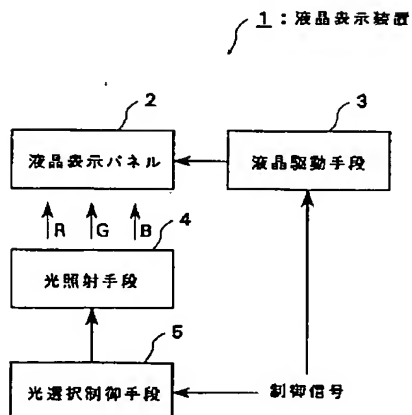 1:液晶表示装置
2
3
液晶表示パネル
液晶駆動手段
R G B
4
光照射手段
5
光選択制御手段
制御信号